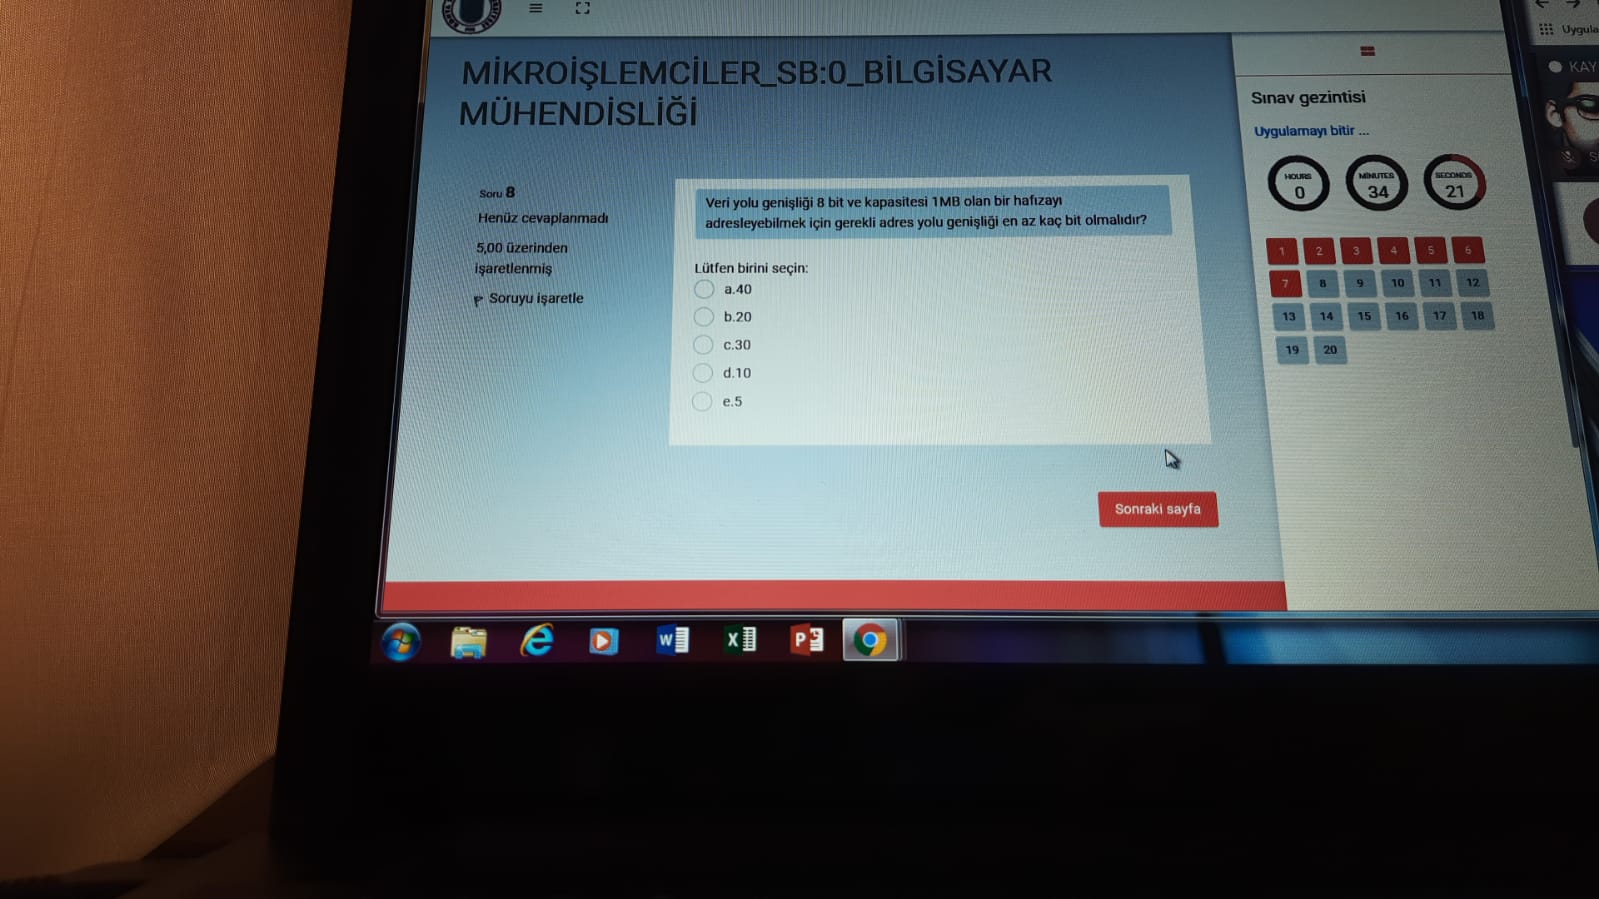 MİKROİŞLEMCİLER_SB:0_BİLGİSAYAR
MÜHENDİSLİĞİ
Soru 8
Henüz cevaplanmadı
5,00 üzerinden
işaretlenmiş
Soruyu işaretle
Veri yolu genişliği 8 bit ve kapasitesi 1MB olan bir hafızayı
adresleyebilmek için gerekli adres yolu genişliği en az kaç bit olmalıdır?
Lütfen birini seçin:
a.40
b.20
c.30
d.10
e.5
Sonraki sayfa
Sınav gezintisi
Uygulamayı bitir ...
HOURS MINUTES SECONDS
0 34 21
1 2 3 4 5 6
7 8 9 10 11 12
13 14 15 16 17 18
19 20
Uygula
KAY
S